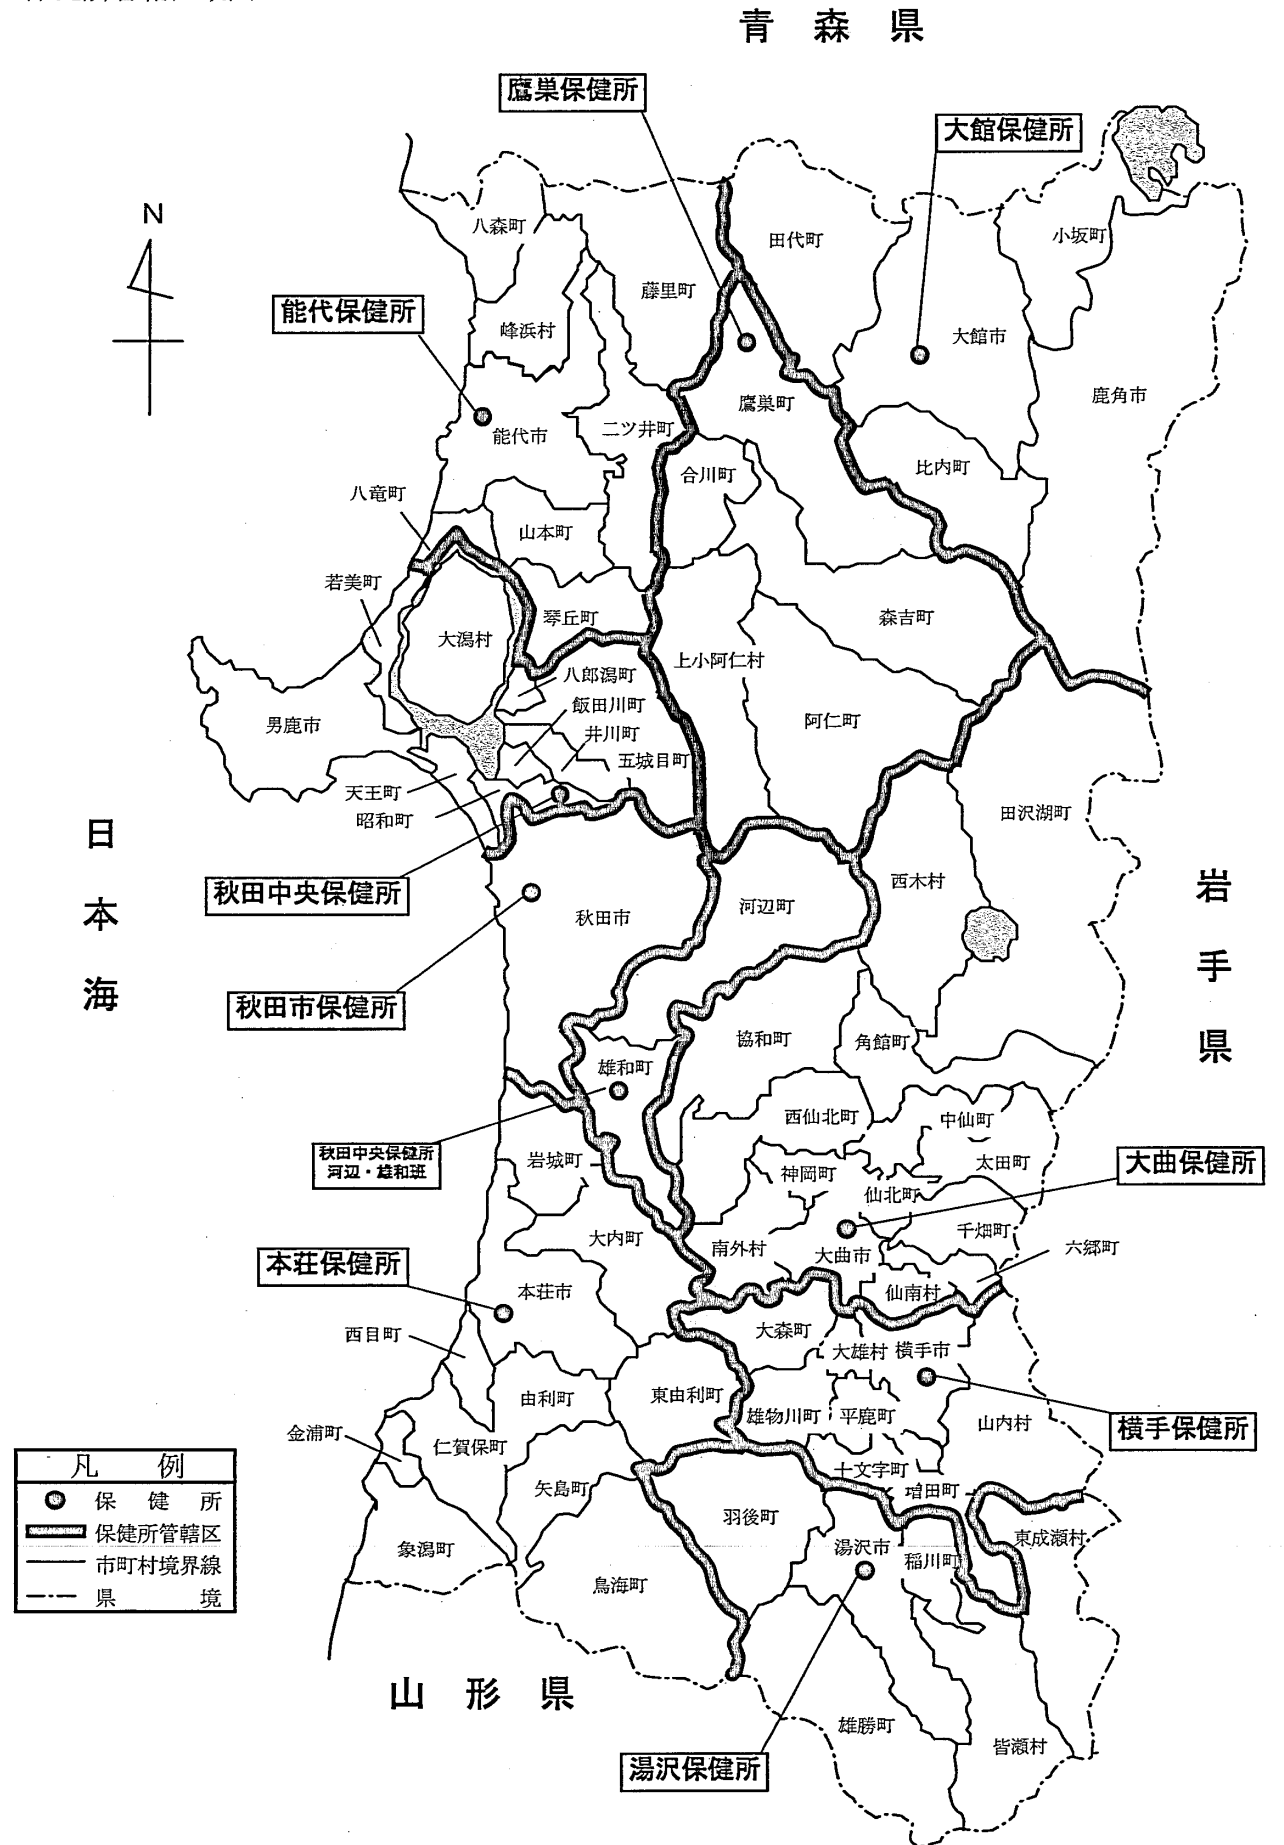 青森県
鷹巣保健所
大館保健所
N
八森町
田代町
小坂町
藤里町
能代保健所
峰浜村
大館市
鹿角市
鷹巣町
能代市
二ツ井町
合川町
比内町
八竜町
山本町
若美町
琴丘町
森吉町
大潟村
上小阿仁村
八郎潟町
飯田川町
男鹿市
阿仁町
井川町
五城目町
天王町
昭和町
田沢湖町
日本海
秋田中央保健所
西木村
河辺町
秋田市
岩手県
秋田市保健所
協和町
角館町
雄和町
西仙北町
中仙町
秋田中央保健所
河辺・雄和班
岩城町
太田町
大曲保健所
神岡町
仙北町
千畑町
大内町
南外村
大曲市
六郷町
本荘保健所
本荘市
仙南村
西目町
大森町
大雄村
横手市
由利町
東由利町
雄物川町
平鹿町
山内村
横手保健所
金浦町
仁賀保町
十文字町
増田町
矢島町
羽後町
東成瀬村
象潟町
湯沢市
稲川町
鳥海町
凡例
保健所
保健所管轄区
市町村境界線
県境
山形県
雄勝町
皆瀬村
湯沢保健所